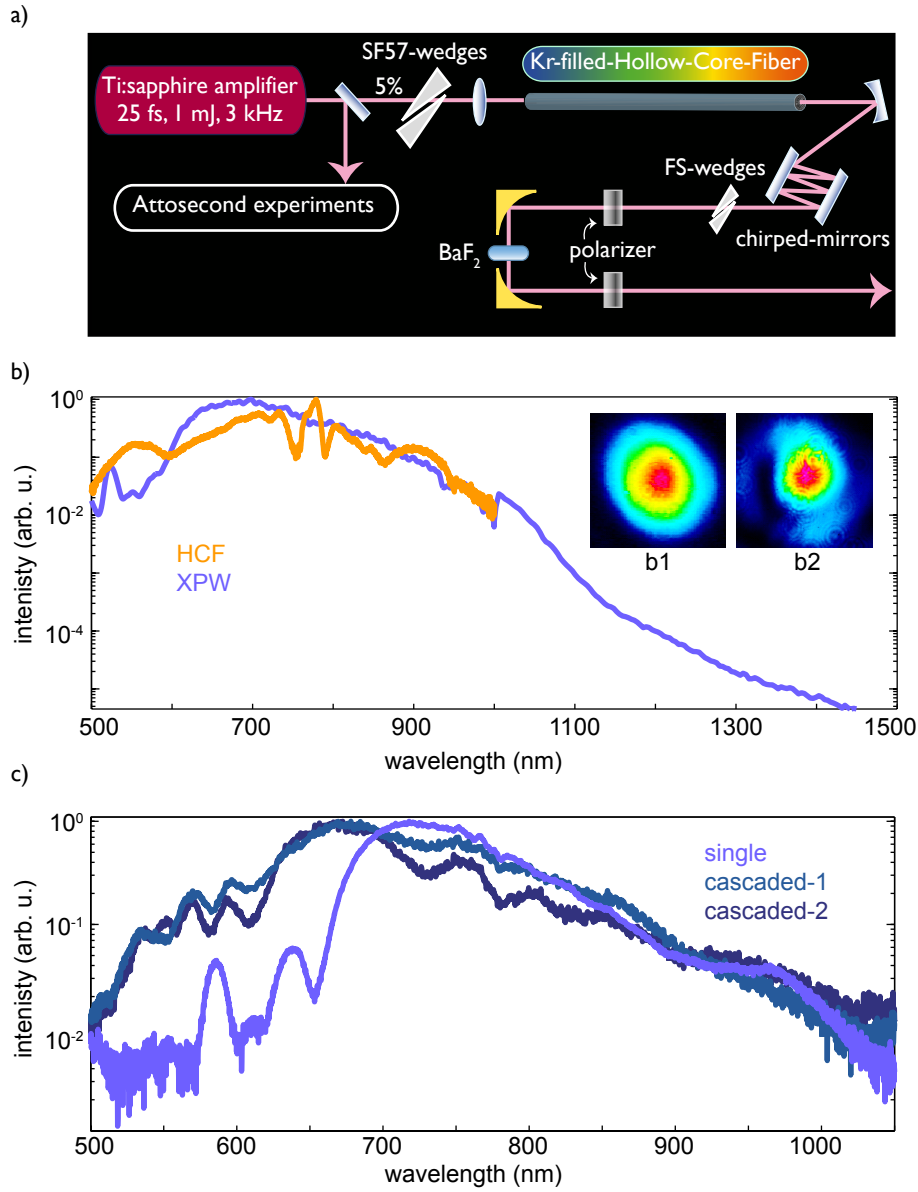 a)
SF57-wedges
Kr-filled-Hollow-Core-Fiber
Ti:sapphire amplifier
25 fs, 1 mJ, 3 kHz
5%
FS-wedges
Attosecond experiments
chirped-mirrors
BaF2
polarizer
b)
10^0
10^-2
10^-4
intenisty (arb. u.)
HCF
XPW
b1
b2
500
700
900
1100
1300
1500
wavelength (nm)
c)
10^0
10^-1
10^-2
intenisty (arb. u.)
single
cascaded-1
cascaded-2
500
600
700
800
900
1000
wavelength (nm)